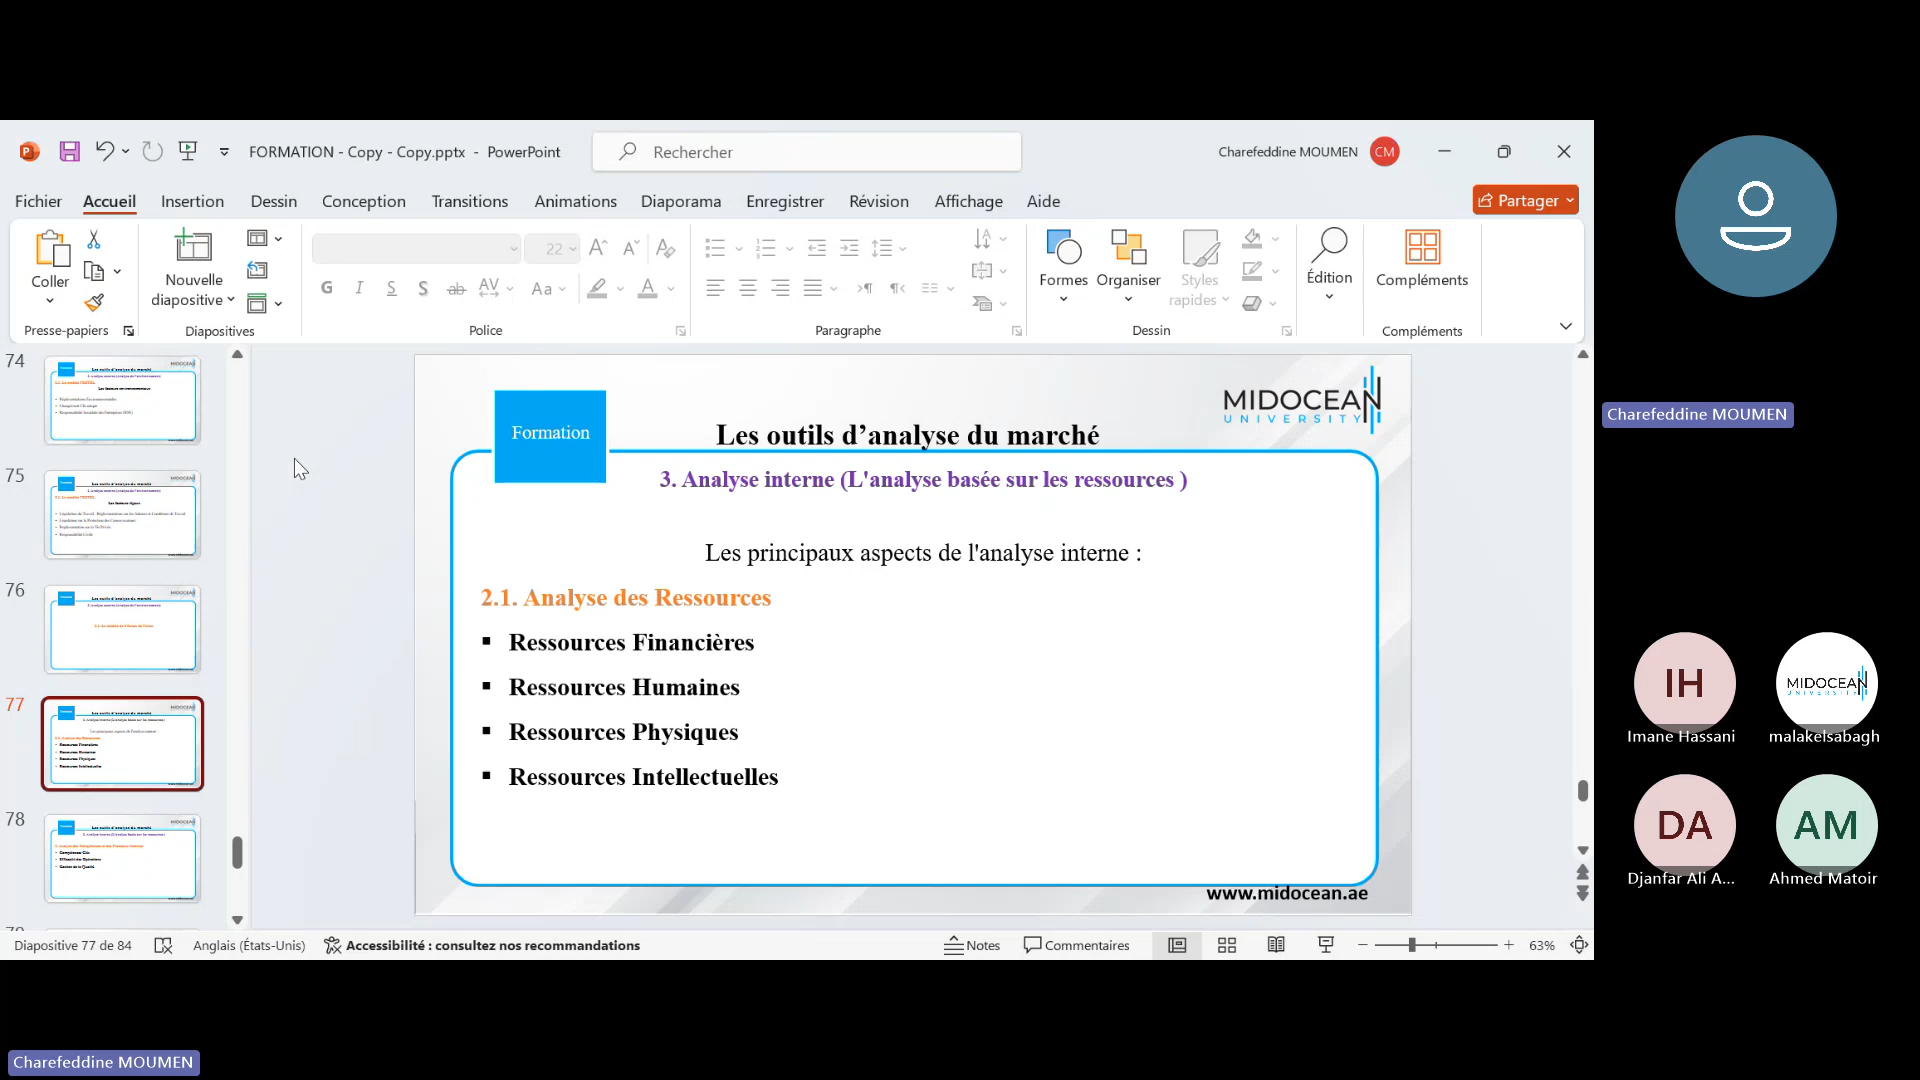 FORMATION - Copy - Copy.pptx - PowerPoint
Rechercher
Charefeddine MOUMEN
CM
Fichier
Accueil
Insertion
Dessin
Conception
Transitions
Animations
Diaporama
Enregistrer
Révision
Affichage
Aide
Partager
Coller
Nouvelle
diapositive
22
Formes
Organiser
Styles
rapides
Édition
Compléments
Presse-papiers
Diapositives
Police
Paragraphe
Dessin
Compléments
74
75
76
77
78
Formation
MIDOCEAN
UNIVERSITY
Les outils d’analyse du marché
3. Analyse interne (L'analyse basée sur les ressources )
Les principaux aspects de l'analyse interne :
2.1. Analyse des Ressources
▪ Ressources Financières
▪ Ressources Humaines
▪ Ressources Physiques
▪ Ressources Intellectuelles
www.midocean.ae
Diapositive 77 de 84
Anglais (États-Unis)
Accessibilité : consultez nos recommandations
Notes
Commentaires
63%
Charefeddine MOUMEN
IH
Imane Hassani
MIDOCEAN
UNIVERSITY
malakelsabagh
DA
Djanfar Ali A...
AM
Ahmed Matoir
Charefeddine MOUMEN